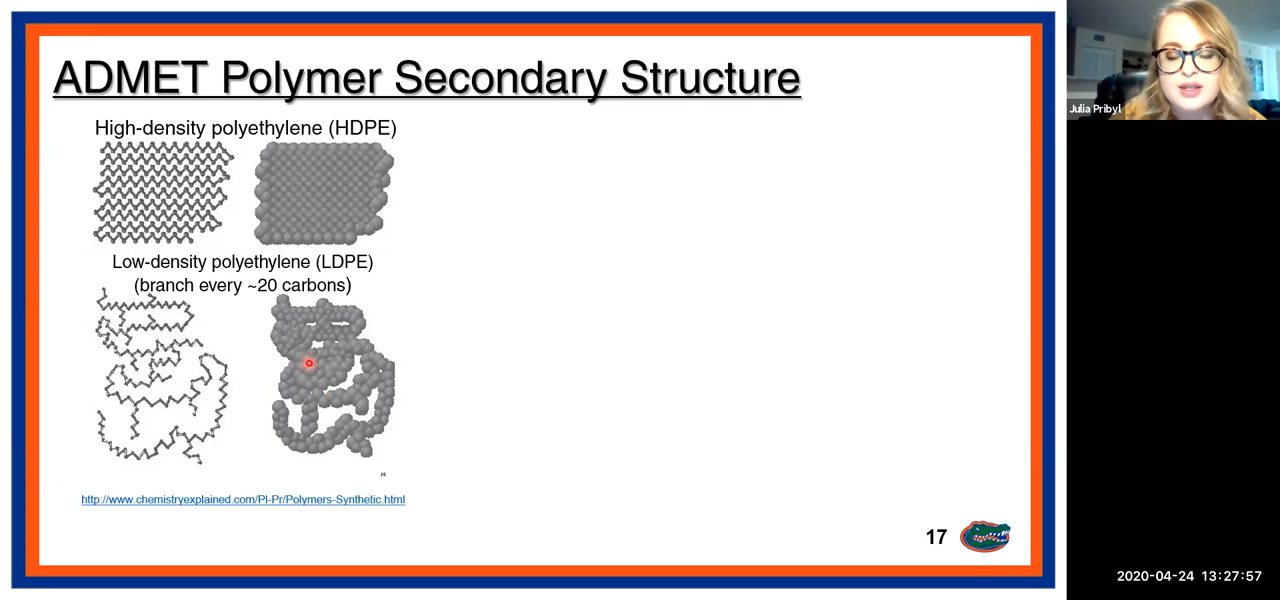 ADMET Polymer Secondary Structure
High-density polyethylene (HDPE)
Low-density polyethylene (LDPE)
(branch every ~20 carbons)
http://www.chemistryexplained.com/Pl-Pr/Polymers-Synthetic.html
17
Julia Pribyl
2020-04-24 13:27:57